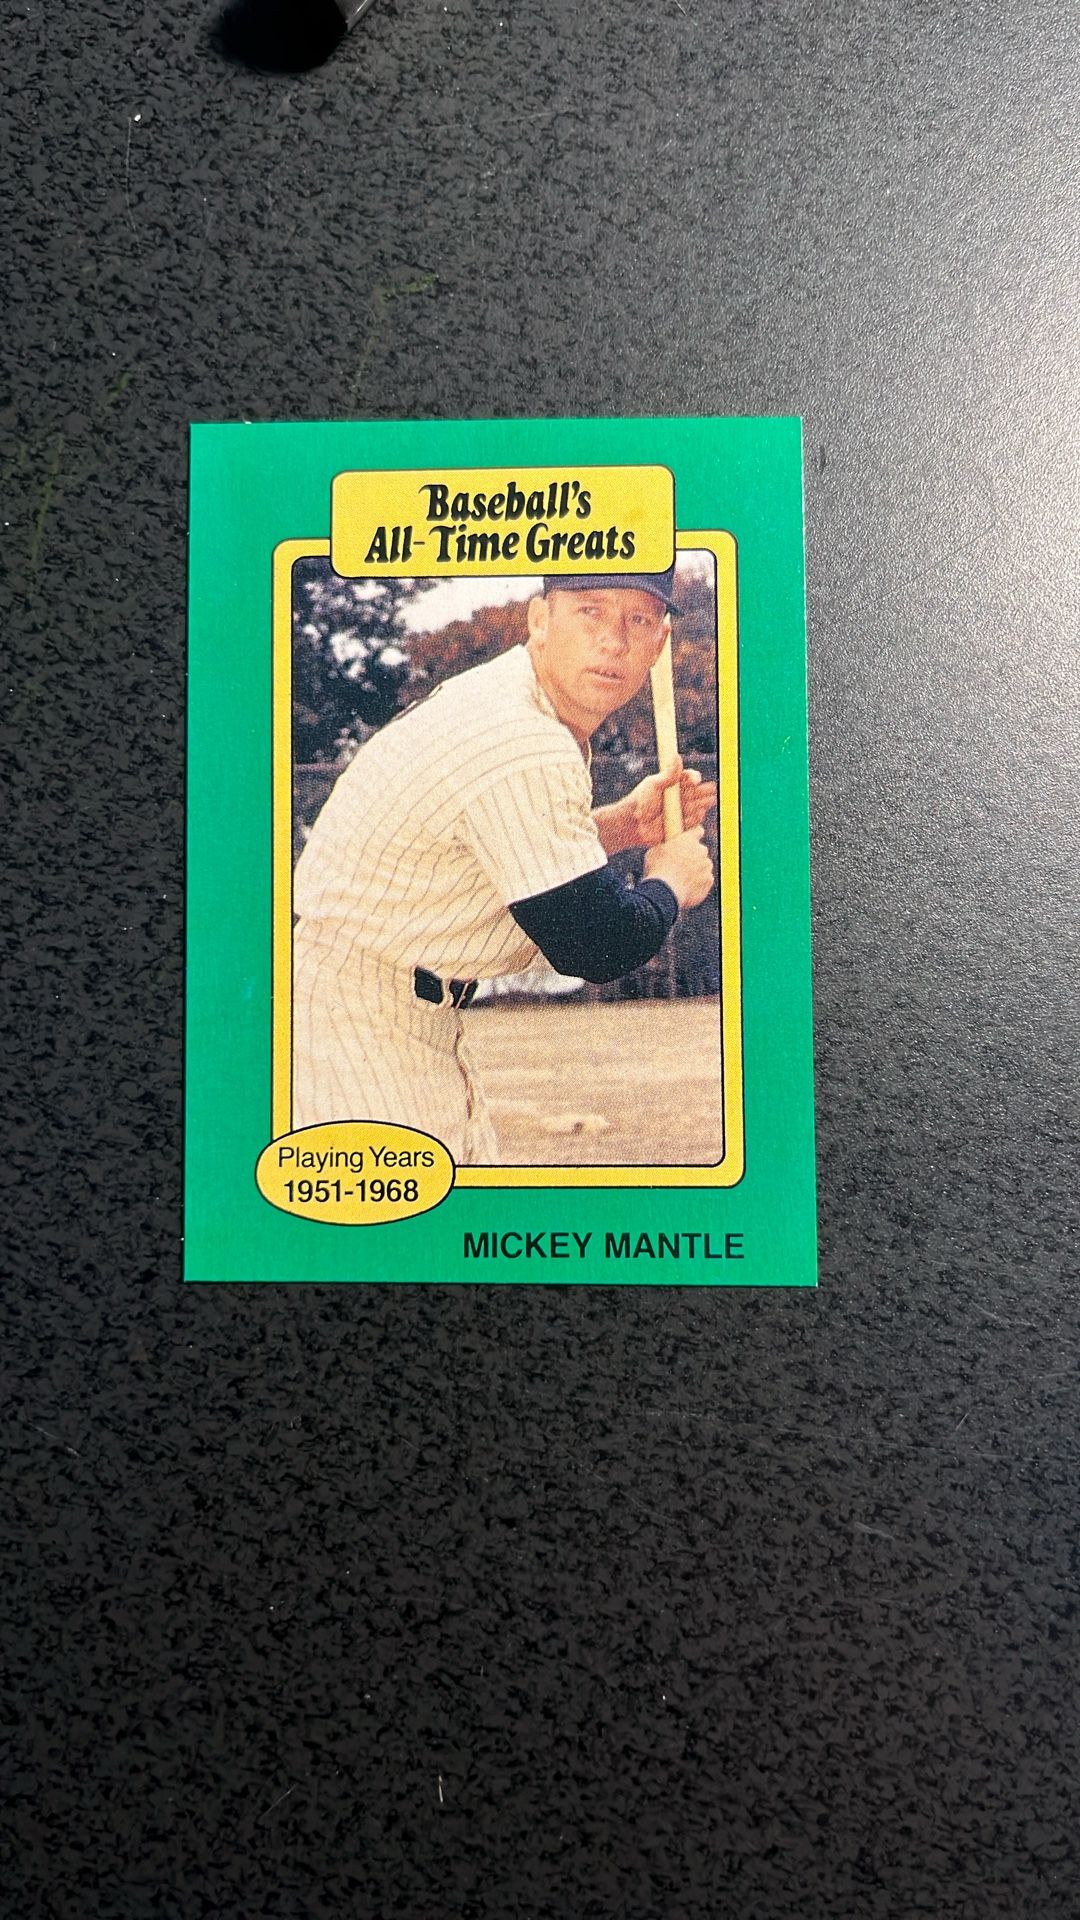 Baseball's
All-Time Greats
Playing Years
1951-1968
MICKEY MANTLE